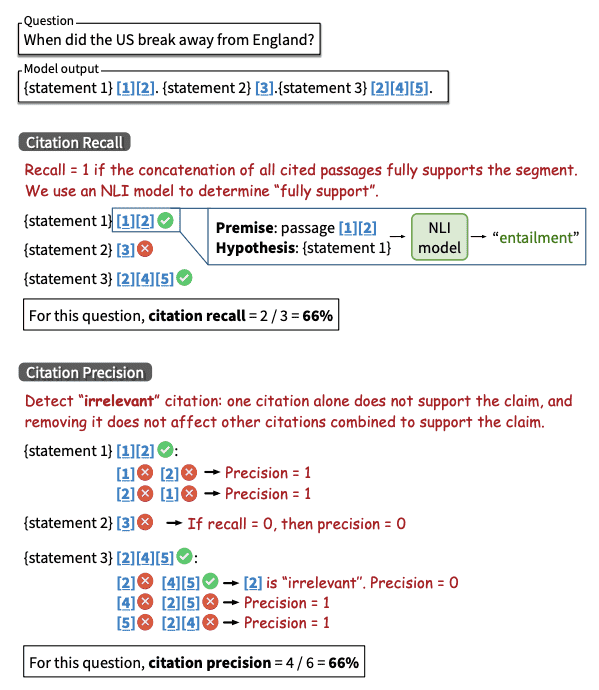 Question
When did the US break away from England?
Model output
{statement 1} [1][2]. {statement 2} [3].{statement 3} [2][4][5].
Citation Recall
Recall = 1 if the concatenation of all cited passages fully supports the segment.
We use an NLI model to determine “fully support”.
{statement 1} [1][2]
Premise: passage [1][2]
Hypothesis: {statement 1}
NLI
model
“entailment”
{statement 2} [3]
{statement 3} [2][4][5]
For this question, citation recall = 2 / 3 = 66%
Citation Precision
Detect “irrelevant” citation: one citation alone does not support the claim, and
removing it does not affect other citations combined to support the claim.
{statement 1} [1][2] :
[1] [2] → Precision = 1
[2] [1] → Precision = 1
{statement 2} [3] → If recall = 0, then precision = 0
{statement 3} [2][4][5] :
[2] [4][5] → [2] is “irrelevant”. Precision = 0
[4] [2][5] → Precision = 1
[5] [2][4] → Precision = 1
For this question, citation precision = 4 / 6 = 66%